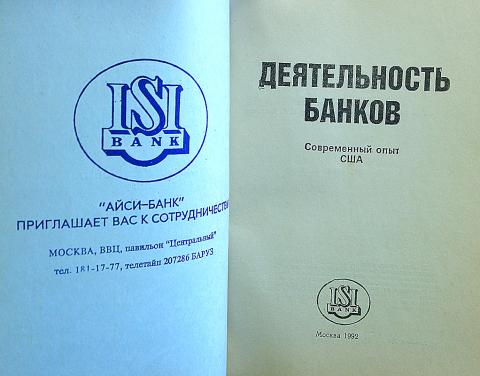 ISI
BANK
"АЙСИ–БАНК"
ПРИГЛАШАЕТ ВАС К СОТРУДНИЧЕСТВУ
МОСКВА, ВВЦ, павильон "Центральный"
тел. 181-17-77, телетайп 207286 БАРУЗ
ДЕЯТЕЛЬНОСТЬ
БАНКОВ
Современный опыт
США
ISI
BANK
Москва 1992